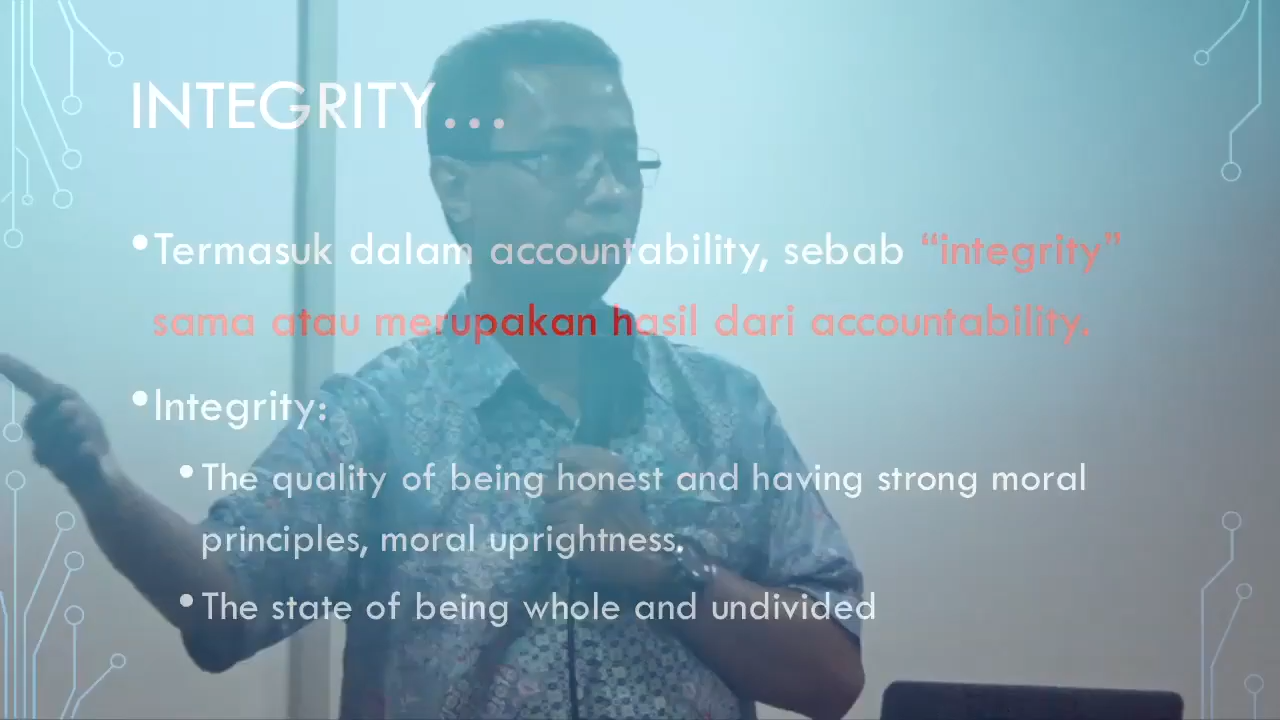 INTEGRITY...
•Termasuk dalam accountability, sebab “integrity”
sama atau merupakan hasil dari accountability.
•Integrity:
•The quality of being honest and having strong moral
principles, moral uprightness.
•The state of being whole and undivided